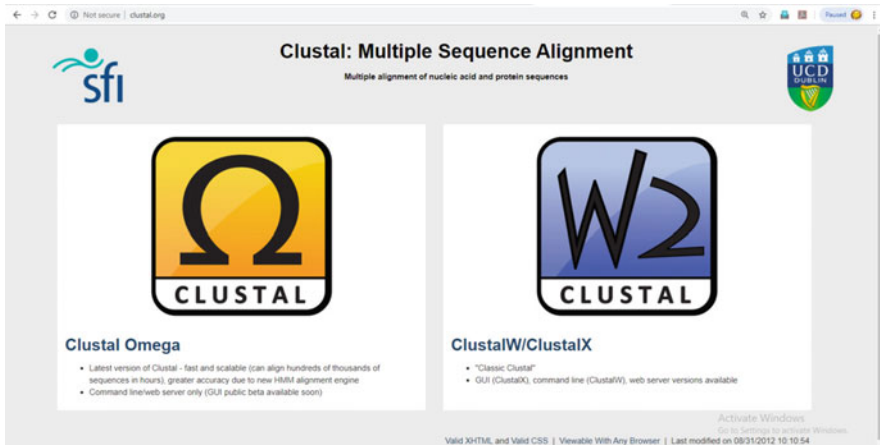 Not secure | clustal.org
Paused
sfi
Clustal: Multiple Sequence Alignment
Multiple alignment of nucleic acid and protein sequences
UCD
DUBLIN
Ω
CLUSTAL
W2
CLUSTAL
Clustal Omega
• Latest version of Clustal - fast and scalable (can align hundreds of thousands of
sequences in hours), greater accuracy due to new HMM alignment engine
• Command line/web server only (GUI public beta available soon)
ClustalW/ClustalX
• "Classic Clustal"
• GUI (ClustalX), command line (ClustalW), web server versions available
Activate Windows
Go to Settings to activate Windows.
Valid XHTML and Valid CSS | Viewable With Any Browser | Last modified on 08/31/2012 10:10:54